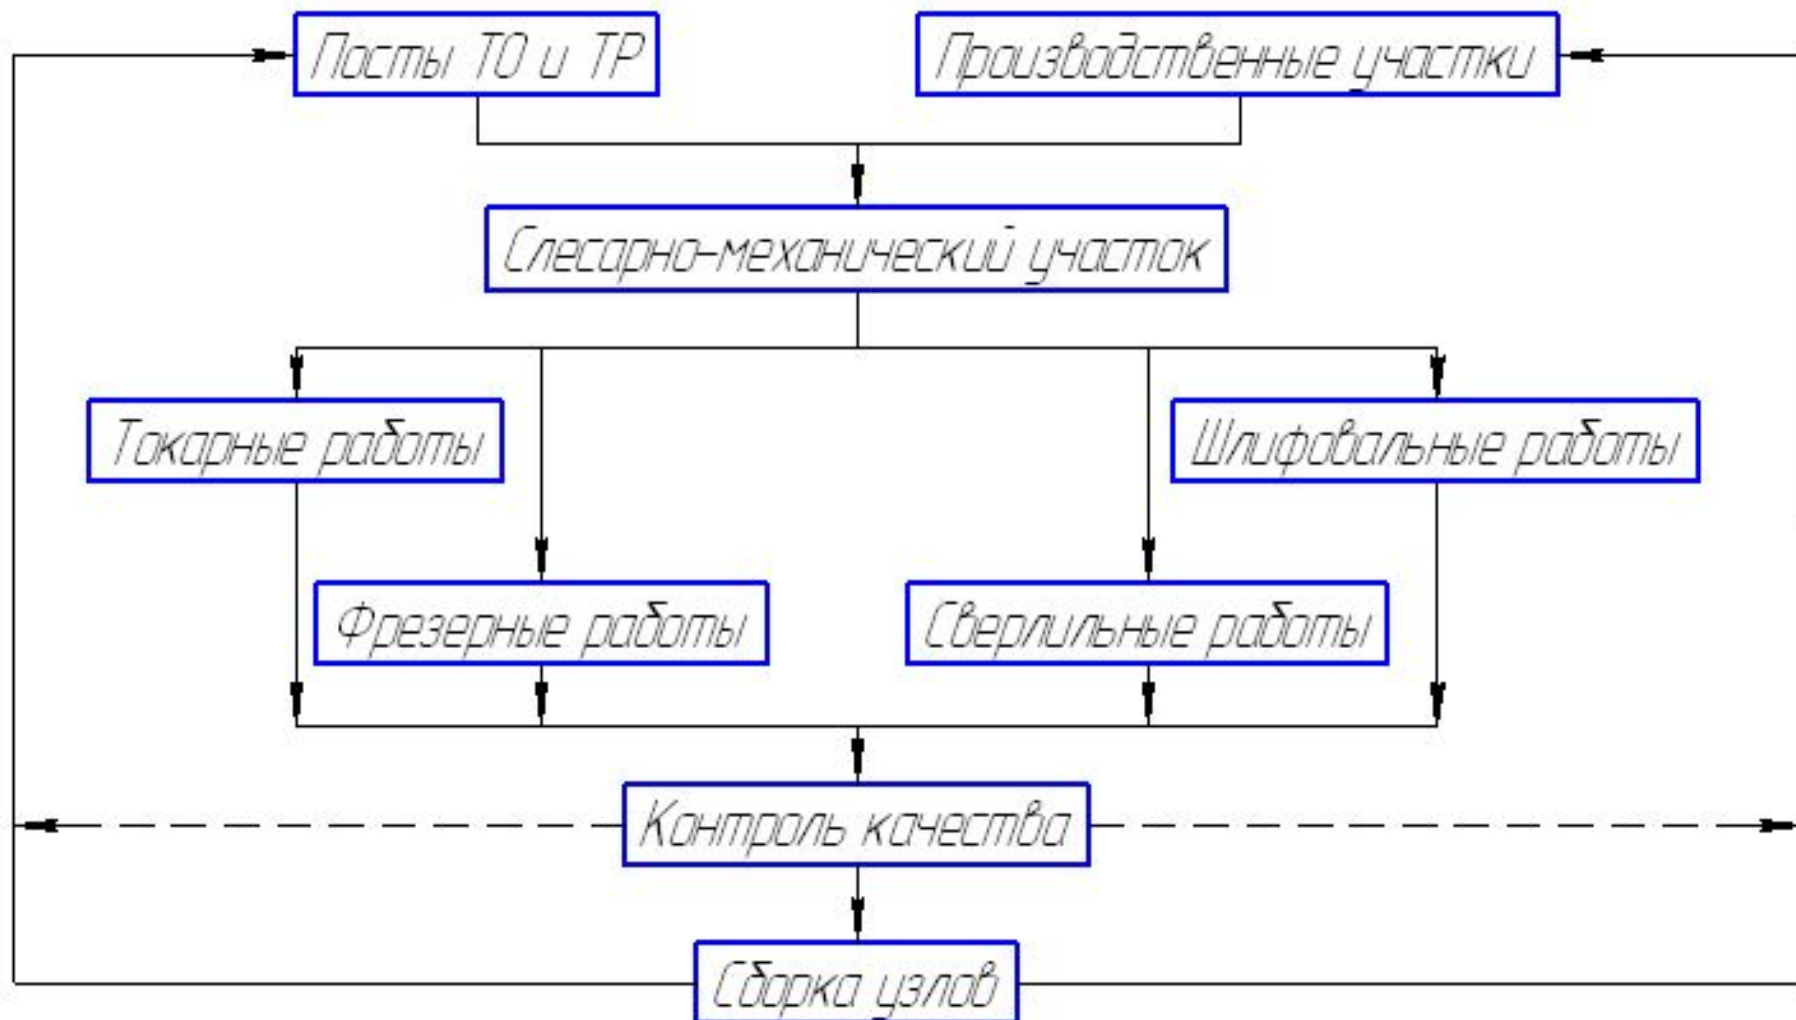 Посты ТО и ТР
Производственные участки
Слесарно-механический участок
Токарные работы
Шлифовальные работы
Фрезерные работы
Сверлильные работы
Контроль качества
Сборка узлов